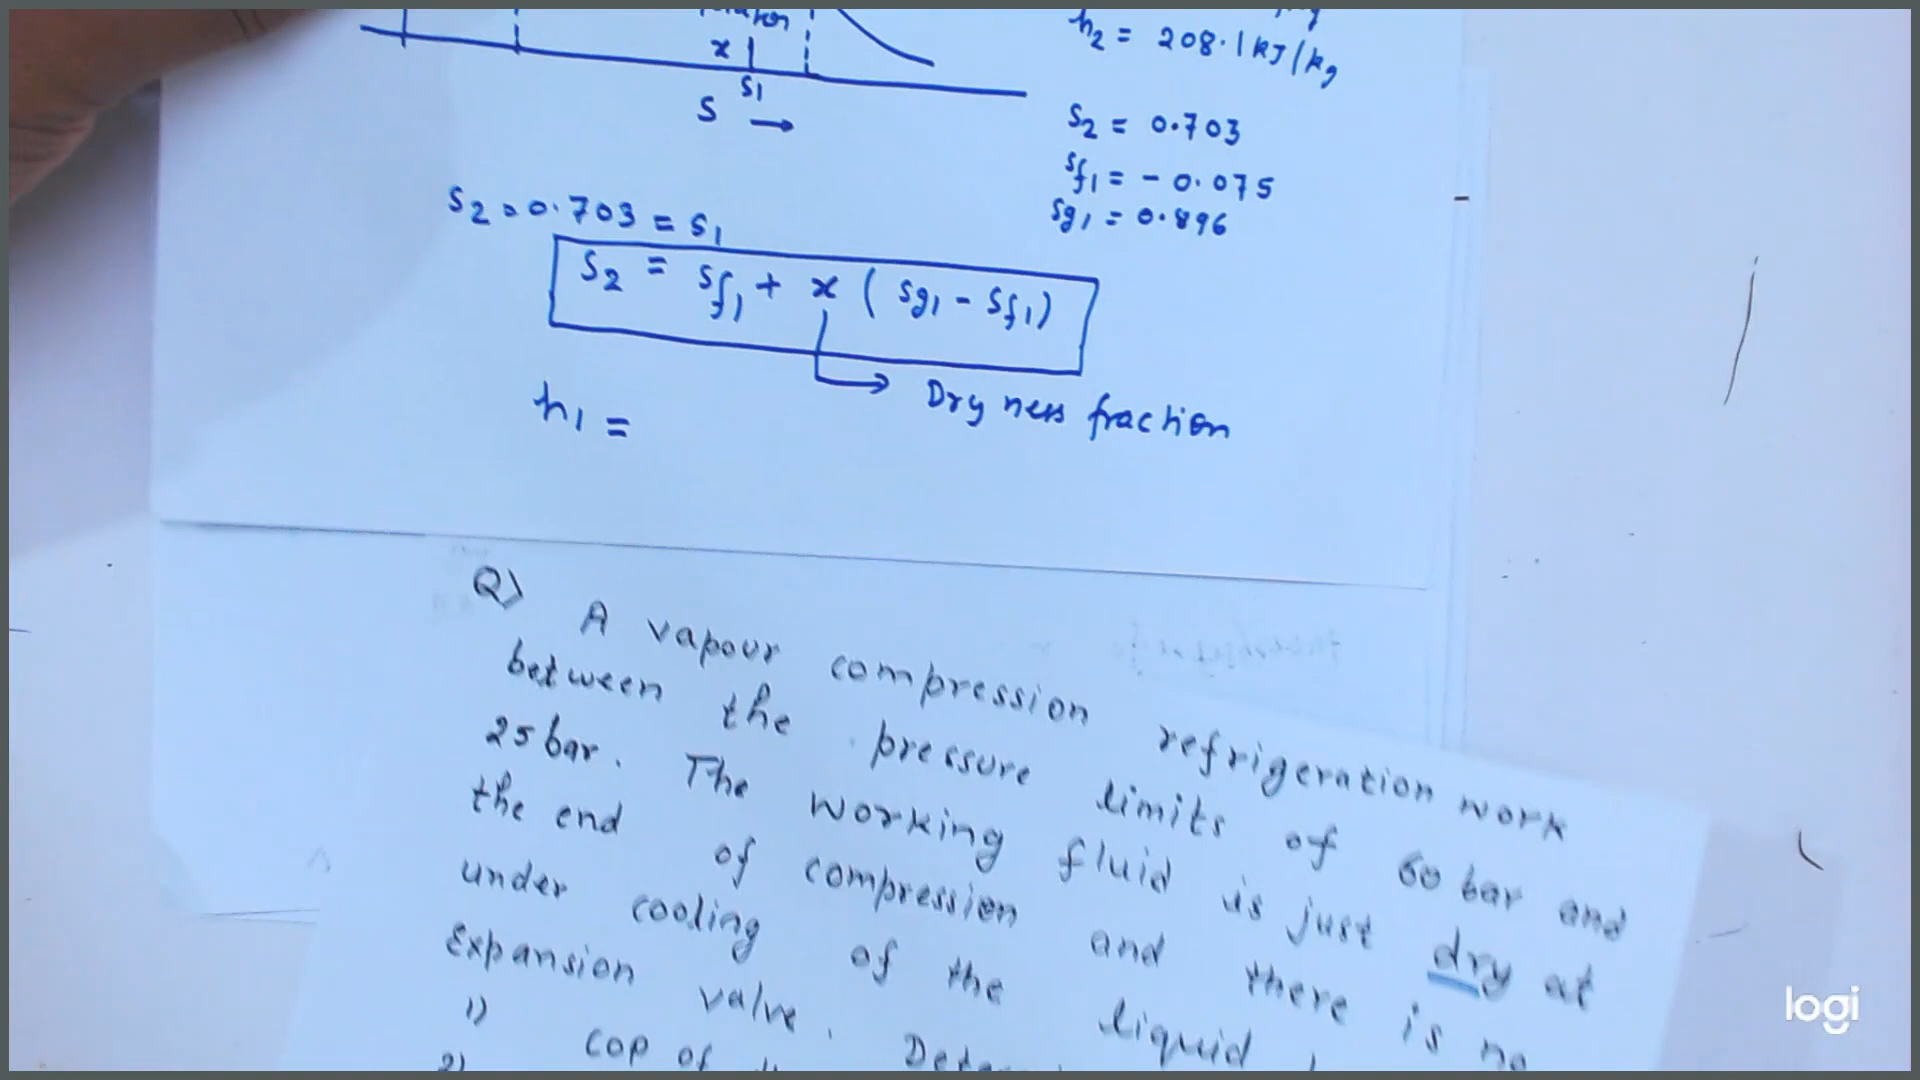 x
s1
S →
h2 = 208.1 kJ/kg
s2 = 0.703
sf1 = - 0.075
sg1 = 0.896
s2 = 0.703 = s1
s2 = sf1 + x ( sg1 - sf1)
→ Dryness fraction
h1 =
Q) A vapour compression refrigeration work
between the pressure limits of 60 bar and
25 bar. The working fluid is just dry at
the end of compression and there is no
under cooling of the liquid
Expansion valve.
1) COP of
2)
logi